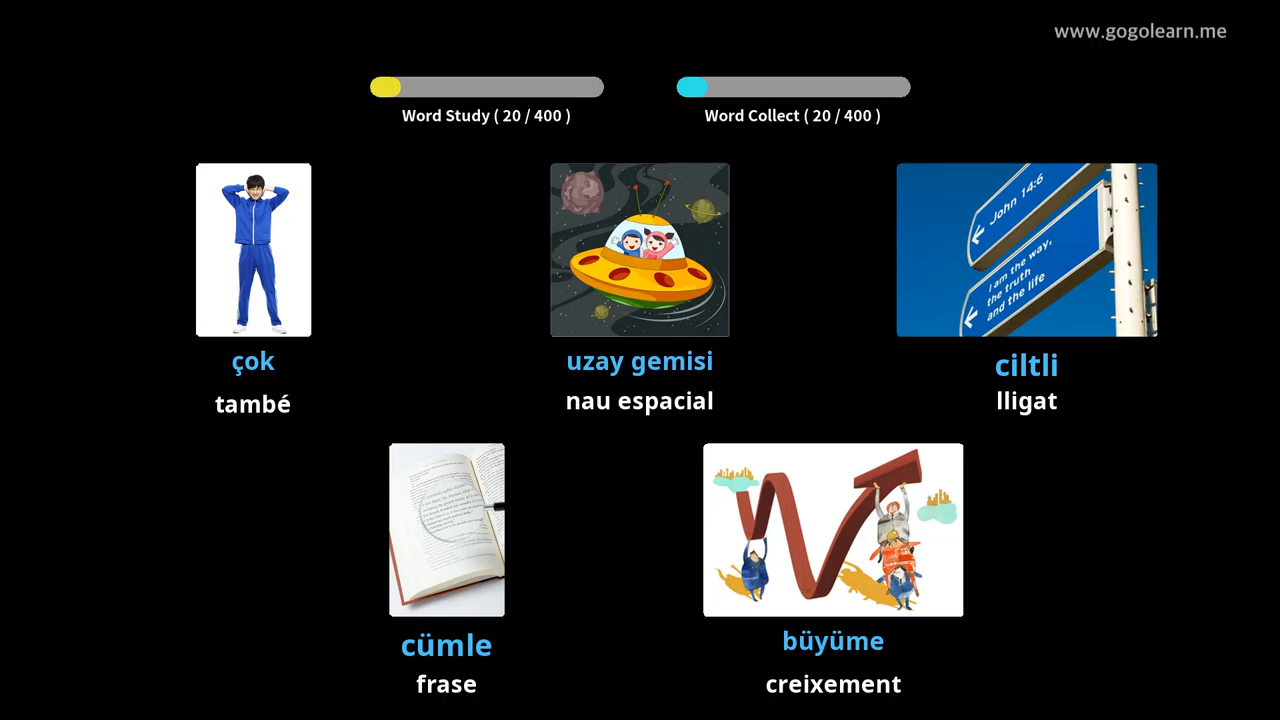 www.gogolearn.me
Word Study ( 20 / 400 )
Word Collect ( 20 / 400 )
John 14:6
I am the way,
the truth
and the life
çok
també
uzay gemisi
nau espacial
ciltli
lligat
cümle
frase
büyüme
creixement